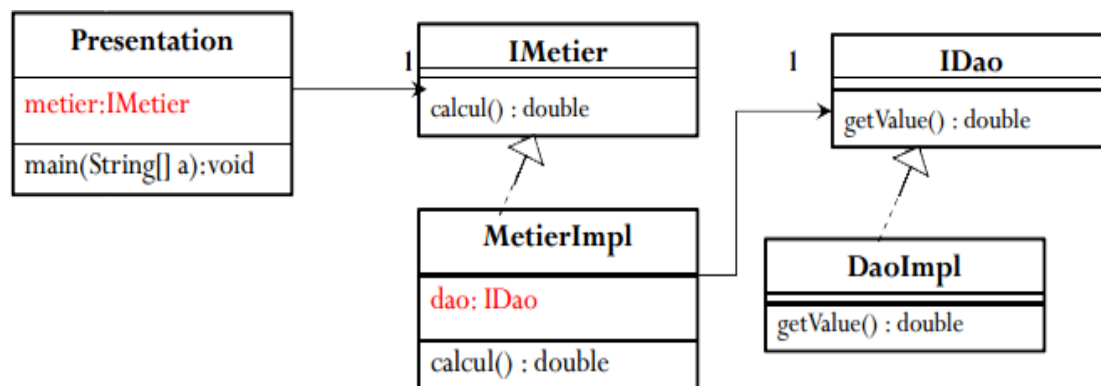 Presentation
metier:IMetier
main(String[] a):void
1
IMetier
calcul() : double
1
IDao
getValue() : double
MetierImpl
dao: IDao
calcul() : double
DaoImpl
getValue() : double